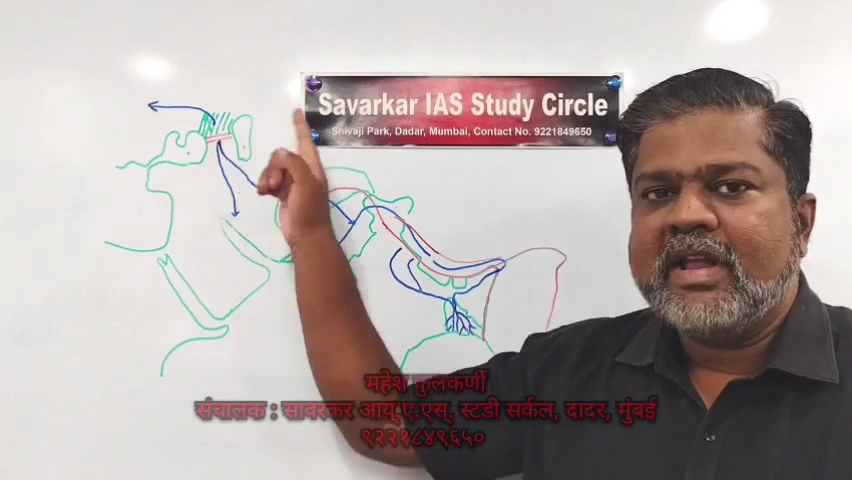 Savarkar IAS Study Circle
Shivaji Park, Dadar, Mumbai, Contact No. 9221849650
महेश कुलकर्णी
संचालक : सावरकर आय्.ए.एस्. स्टडी सर्कल, दादर, मुंबई
९२२१८४९६५०